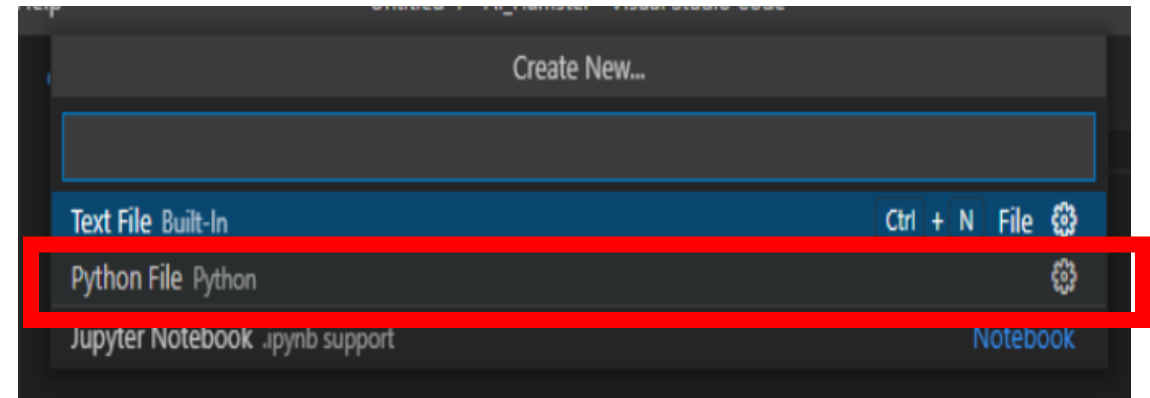 Create New...
Text File Built-In Ctrl + N File
Python File Python
Jupyter Notebook .ipynb support Notebook